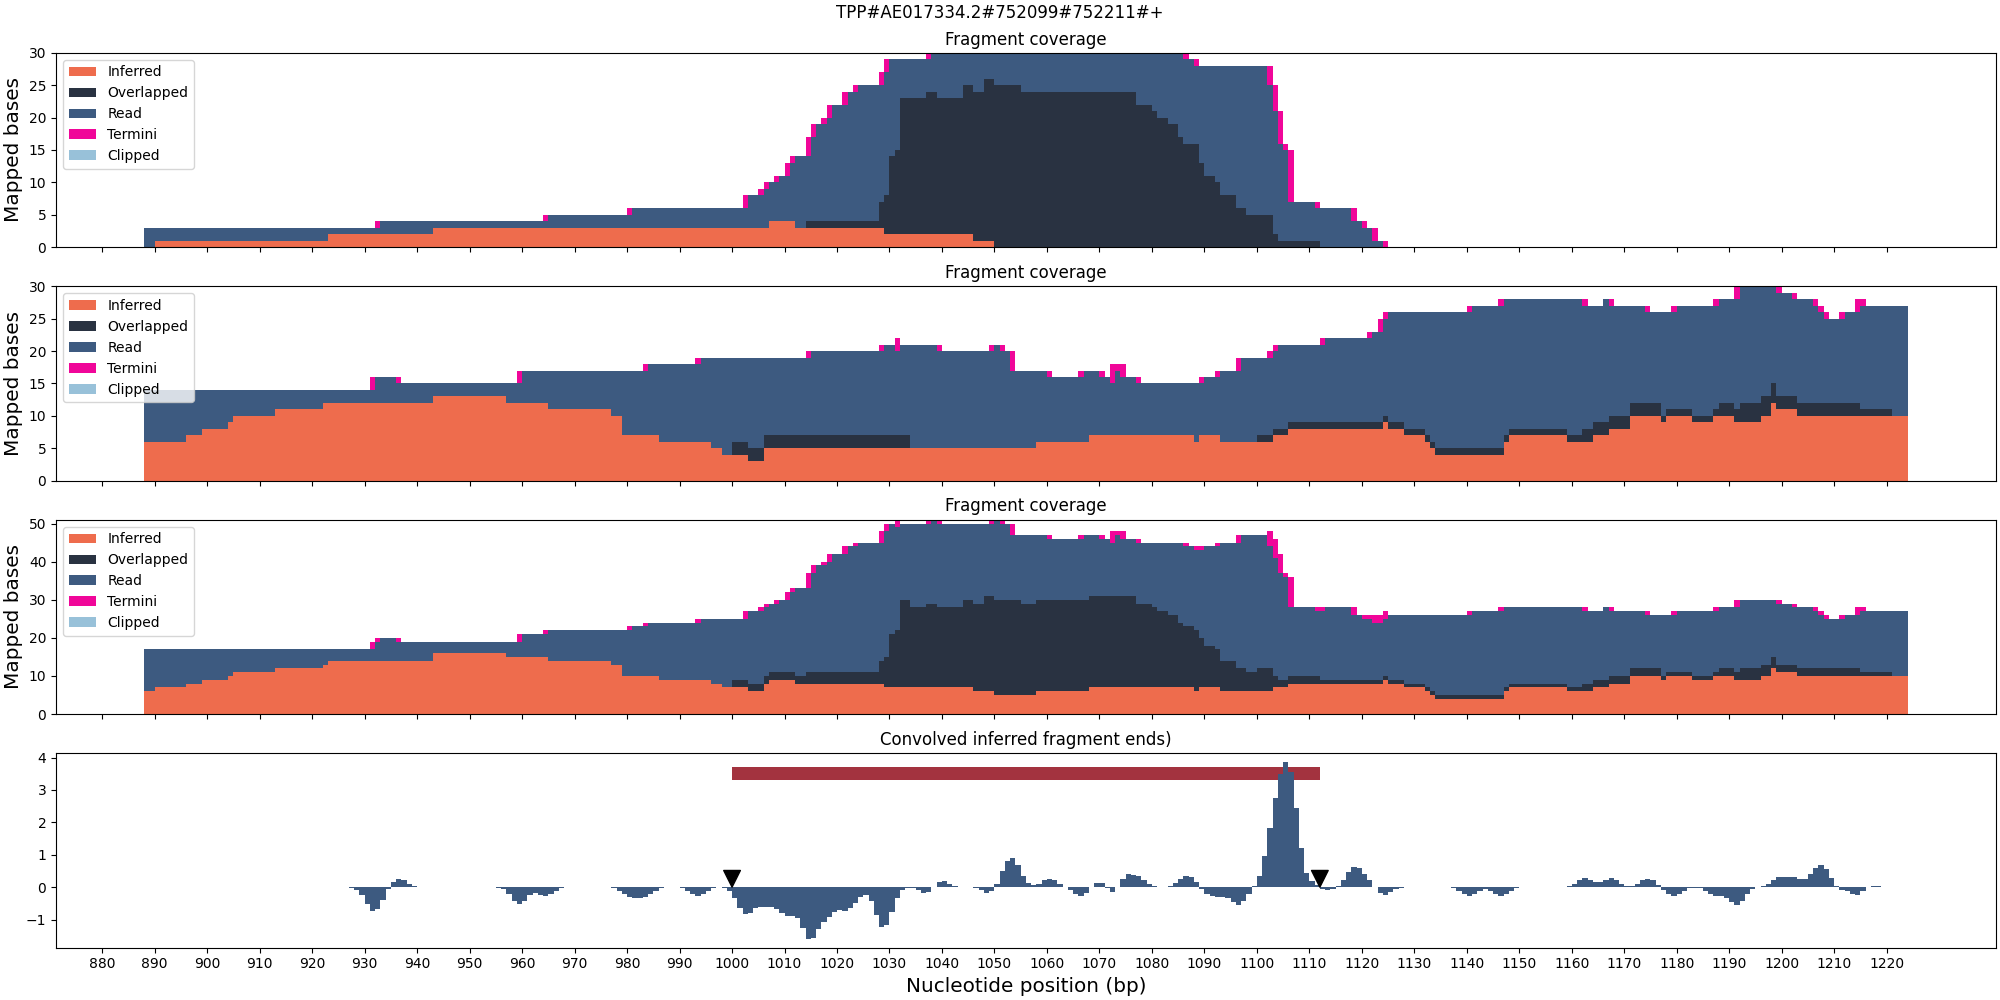 TPP#AE017334.2#752099#752211#+
Fragment coverage
Mapped bases
30
25
20
15
10
5
0
Inferred
Overlapped
Read
Termini
Clipped
Fragment coverage
Mapped bases
30
25
20
15
10
5
0
Inferred
Overlapped
Read
Termini
Clipped
Fragment coverage
Mapped bases
50
40
30
20
10
0
Inferred
Overlapped
Read
Termini
Clipped
Convolved inferred fragment ends)
4
3
2
1
0
−1
880 890 900 910 920 930 940 950 960 970 980 990 1000 1010 1020 1030 1040 1050 1060 1070 1080 1090 1100 1110 1120 1130 1140 1150 1160 1170 1180 1190 1200 1210 1220
Nucleotide position (bp)